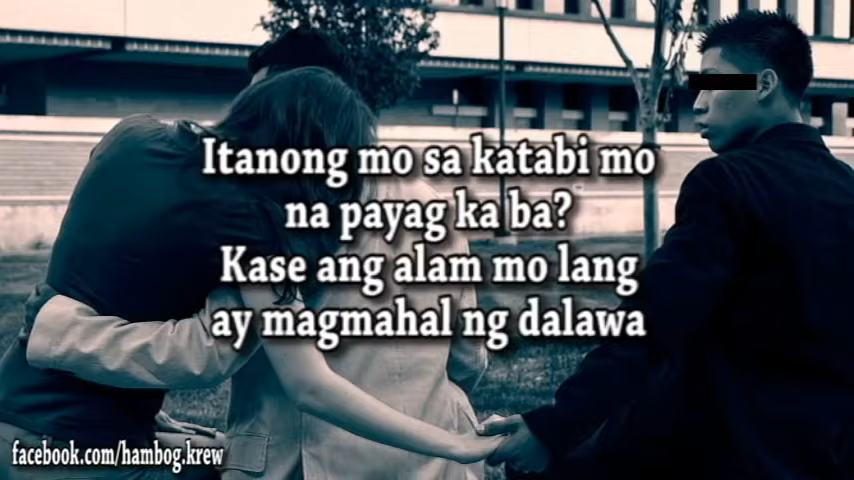 Itanong mo sa katabi mo
na payag ka ba?
Kase ang alam mo lang
ay magmahal ng dalawa
facebook.com/hambog.krew